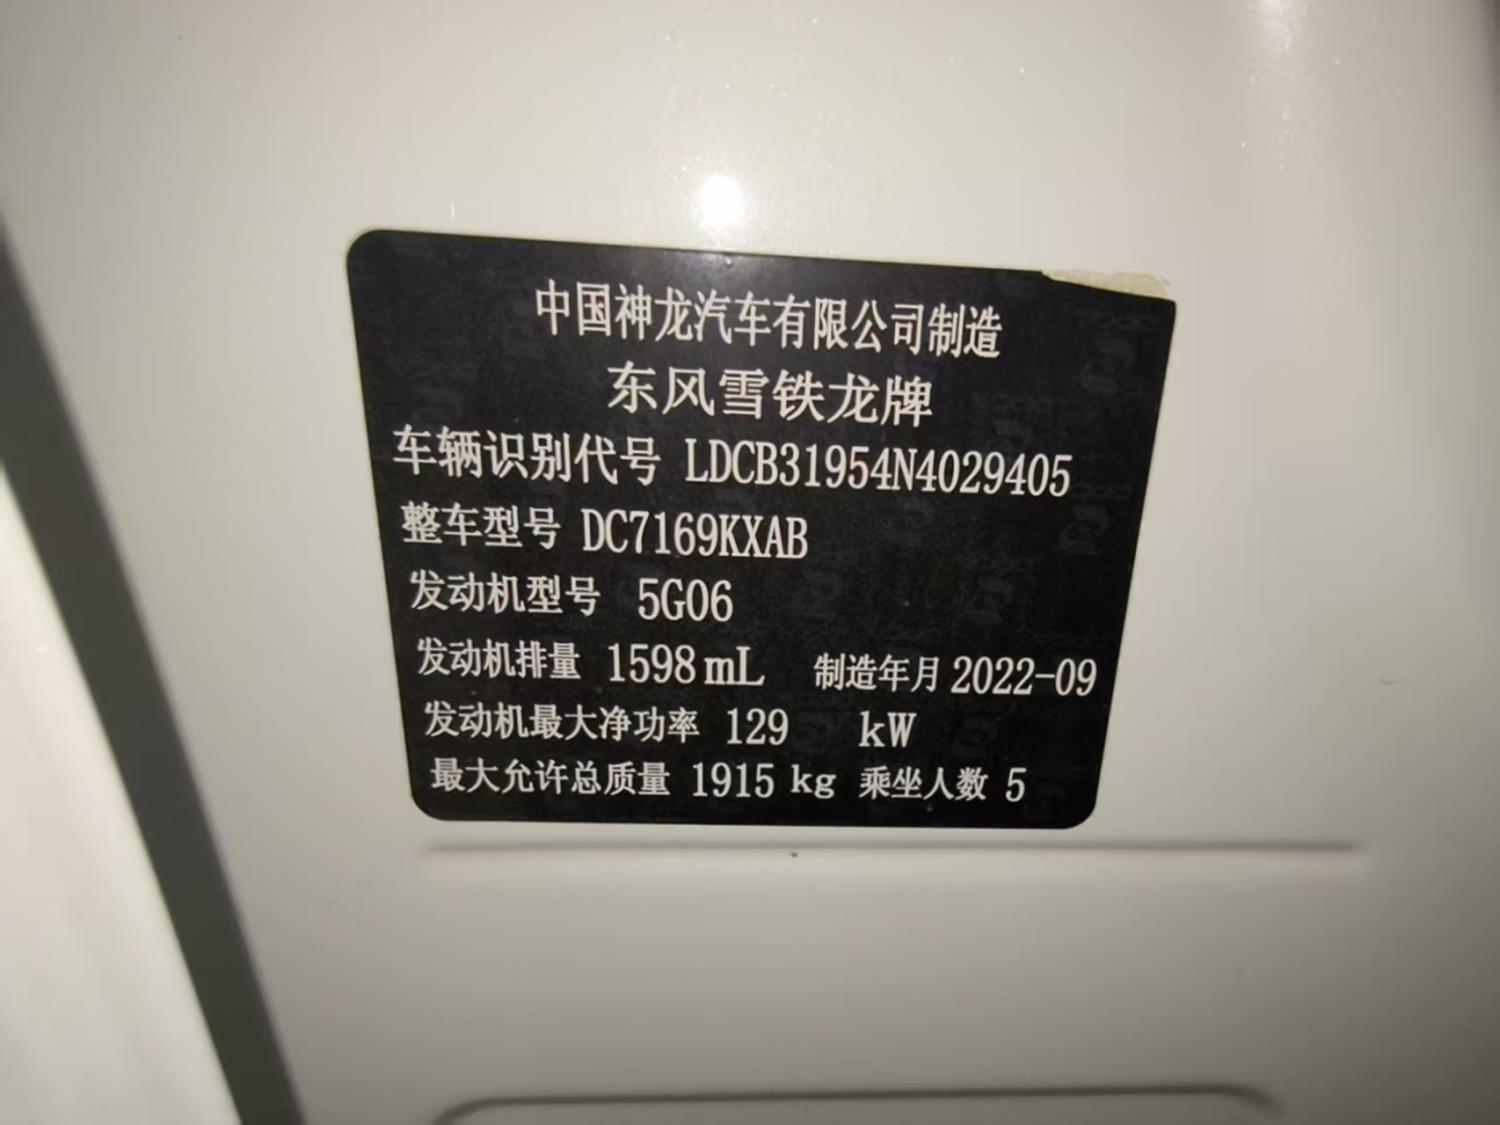 中国神龙汽车有限公司制造
东风雪铁龙牌
车辆识别代号 LDCB31954N4029405
整车型号 DC7169KXAB
发动机型号 5G06
发动机排量 1598 mL 制造年月 2022-09
发动机最大净功率 129 kW
最大允许总质量 1915 kg 乘坐人数 5